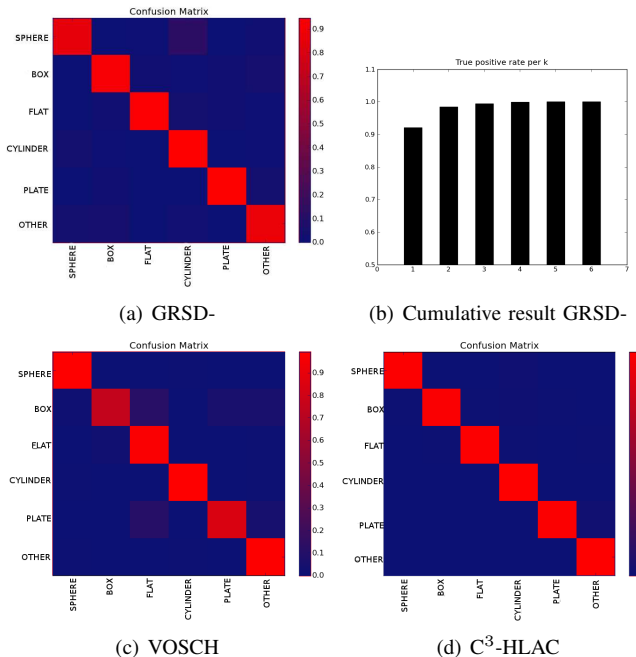 Confusion Matrix
SPHERE
BOX
FLAT
CYLINDER
PLATE
OTHER
SPHERE
BOX
FLAT
CYLINDER
PLATE
OTHER
0.9
0.8
0.7
0.6
0.5
0.4
0.3
0.2
0.1
0.0
(a) GRSD-
True positive rate per k
1.1
1.0
0.9
0.8
0.7
0.6
0.5
0 1 2 3 4 5 6 7
(b) Cumulative result GRSD-
Confusion Matrix
SPHERE
BOX
FLAT
CYLINDER
PLATE
OTHER
SPHERE
BOX
FLAT
CYLINDER
PLATE
OTHER
0.9
0.8
0.7
0.6
0.5
0.4
0.3
0.2
0.1
0.0
(c) VOSCH
Confusion Matrix
SPHERE
BOX
FLAT
CYLINDER
PLATE
OTHER
SPHERE
BOX
FLAT
CYLINDER
PLATE
OTHER
(d) C³-HLAC